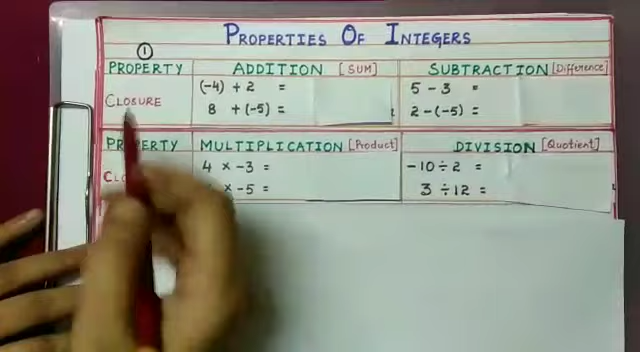 PROPERTIES OF INTEGERS
①
PROPERTY ADDITION [SUM] SUBTRACTION [Difference]
CLOSURE
(-4) + 2 = 5 - 3 =
8 + (-5) = 2 - (-5) =
PROPERTY MULTIPLICATION [Product] DIVISION [Quotient]
4 × -3 = -10 ÷ 2 =
× -5 = 3 ÷ 12 =